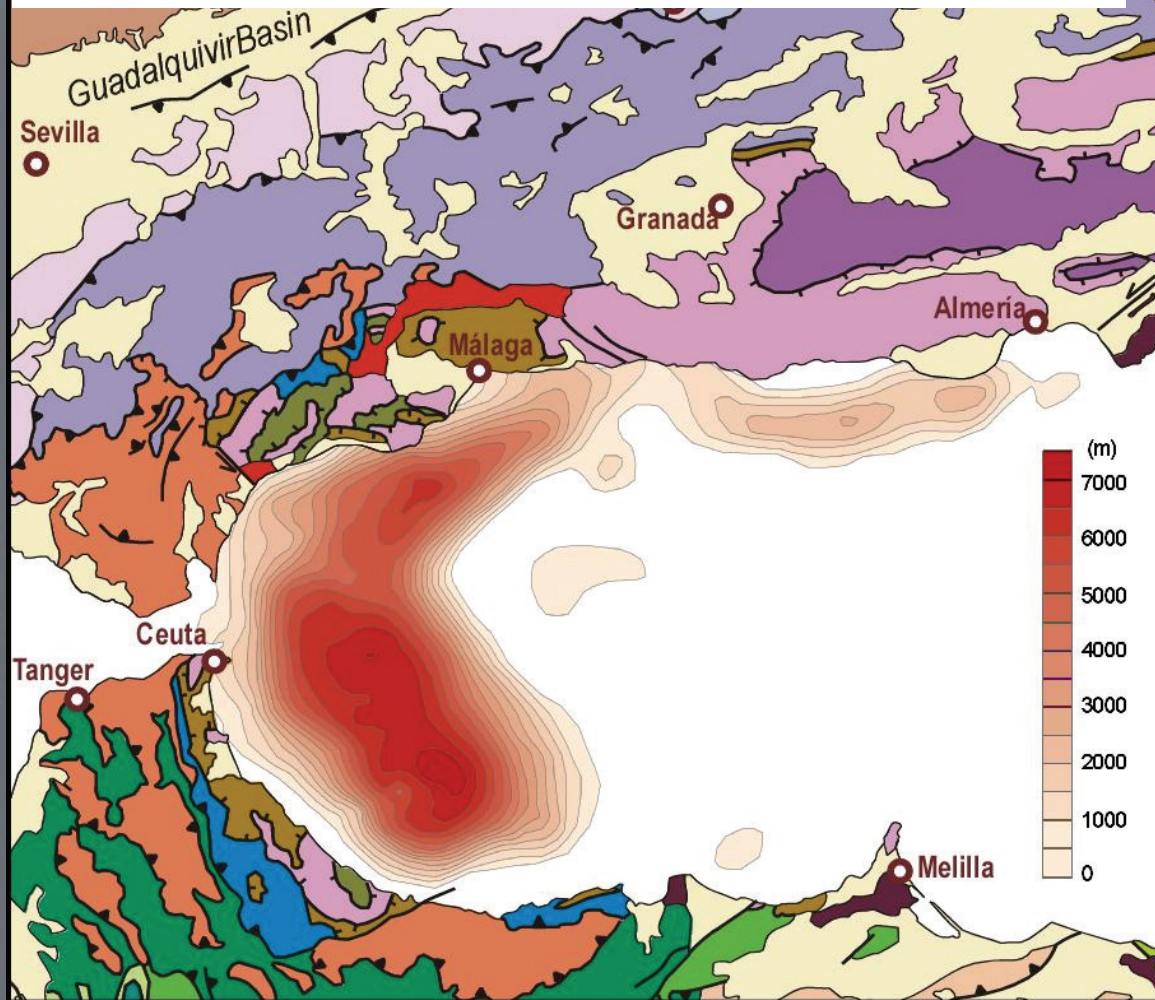 GuadalquivirBasin
Sevilla
Granada
Almería
Málaga
(m)
7000
6000
5000
4000
3000
2000
1000
0
Ceuta
Tanger
Melilla